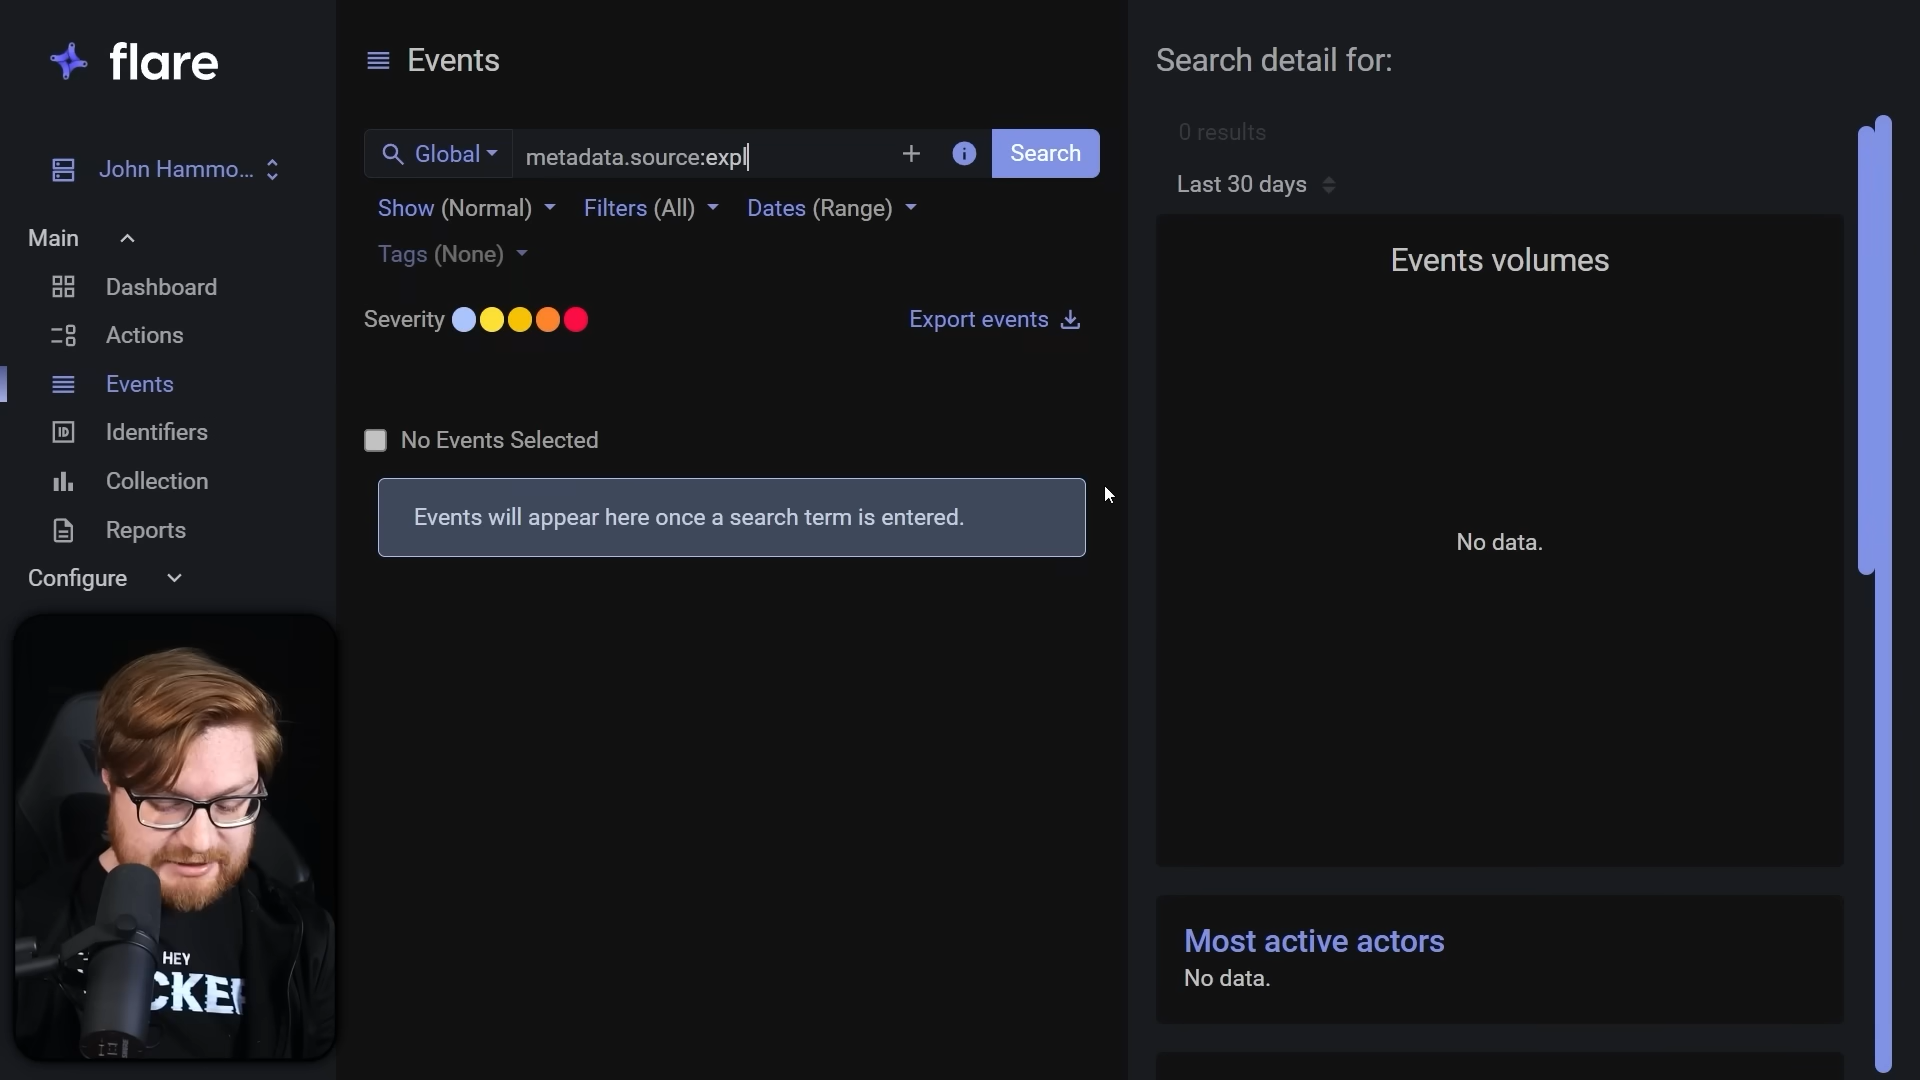 flare
John Hammo...
Main
Dashboard
Actions
Events
Identifiers
Collection
Reports
Configure
Events
Global
metadata.source:expl
Search
Show (Normal)
Filters (All)
Dates (Range)
Tags (None)
Severity
Export events
No Events Selected
Events will appear here once a search term is entered.
Search detail for:
0 results
Last 30 days
Events volumes
No data.
Most active actors
No data.
HEY
CKE